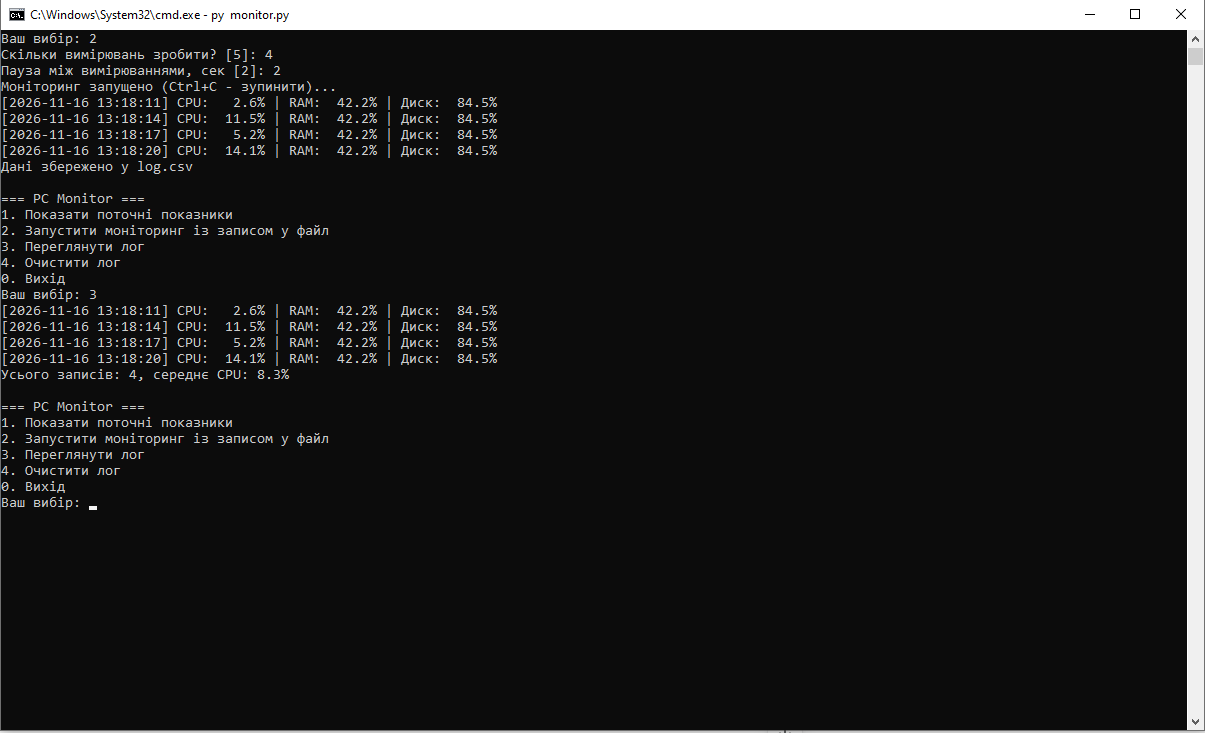 C:\Windows\System32\cmd.exe - py monitor.py
Ваш вибір: 2
Скільки вимірювань зробити? [5]: 4
Пауза між вимірюваннями, сек [2]: 2
Моніторинг запущено (Ctrl+C - зупинити)...
[2026-11-16 13:18:11] CPU:   2.6% | RAM:  42.2% | Диск:  84.5%
[2026-11-16 13:18:14] CPU:  11.5% | RAM:  42.2% | Диск:  84.5%
[2026-11-16 13:18:17] CPU:   5.2% | RAM:  42.2% | Диск:  84.5%
[2026-11-16 13:18:20] CPU:  14.1% | RAM:  42.2% | Диск:  84.5%
Дані збережено у log.csv

=== PC Monitor ===
1. Показати поточні показники
2. Запустити моніторинг із записом у файл
3. Переглянути лог
4. Очистити лог
0. Вихід
Ваш вибір: 3
[2026-11-16 13:18:11] CPU:   2.6% | RAM:  42.2% | Диск:  84.5%
[2026-11-16 13:18:14] CPU:  11.5% | RAM:  42.2% | Диск:  84.5%
[2026-11-16 13:18:17] CPU:   5.2% | RAM:  42.2% | Диск:  84.5%
[2026-11-16 13:18:20] CPU:  14.1% | RAM:  42.2% | Диск:  84.5%
Усього записів: 4, середнє CPU: 8.3%

=== PC Monitor ===
1. Показати поточні показники
2. Запустити моніторинг із записом у файл
3. Переглянути лог
4. Очистити лог
0. Вихід
Ваш вибір: